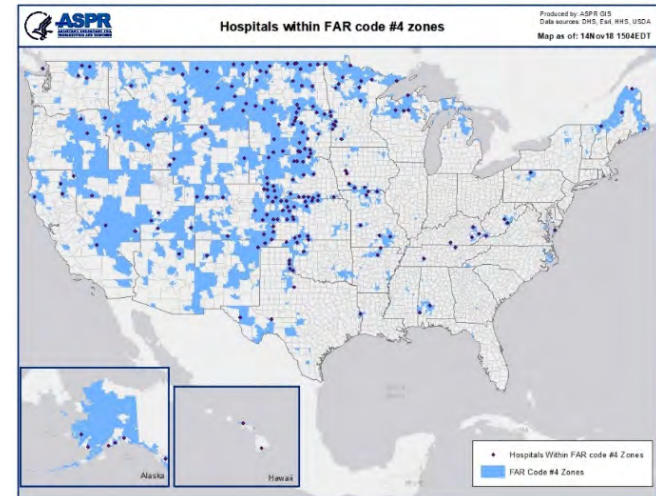 ASPR
ASSISTANT SECRETARY FOR
PREPAREDNESS AND RESPONSE
Hospitals within FAR code #4 zones
Produced by: ASPR GIS
Data sources: DHS, Esri, HHS, USDA
Map as of: 14Nov18 1504EDT
Alaska
Hawaii
Hospitals Within FAR code #4 Zones
FAR Code #4 Zones